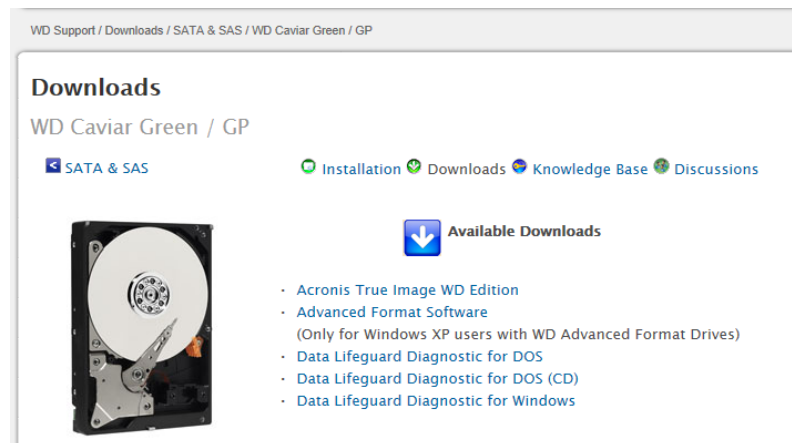 WD Support / Downloads / SATA & SAS / WD Caviar Green / GP
Downloads
WD Caviar Green / GP
SATA & SAS
Installation Downloads Knowledge Base Discussions
Available Downloads
· Acronis True Image WD Edition
· Advanced Format Software
(Only for Windows XP users with WD Advanced Format Drives)
· Data Lifeguard Diagnostic for DOS
· Data Lifeguard Diagnostic for DOS (CD)
· Data Lifeguard Diagnostic for Windows